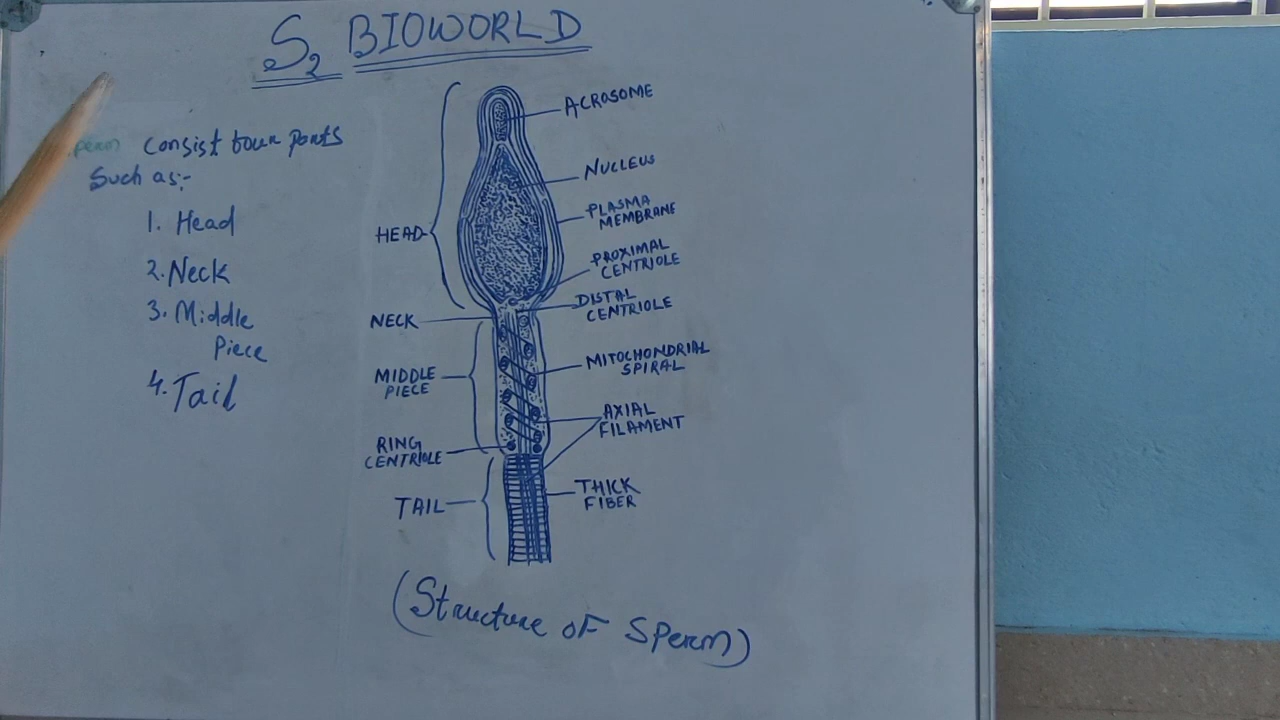 S2 BIOWORLD
perm consist four parts
Such as:-
1. Head
2. Neck
3. Middle
Piece
4. Tail
ACROSOME
NUCLEUS
PLASMA
MEMBRANE
HEAD
PROXIMAL
CENTRIOLE
DISTAL
CENTRIOLE
NECK
MITOCHONDRIAL
SPIRAL
MIDDLE
PIECE
AXIAL
FILAMENT
RING
CENTRIOLE
THICK
FIBER
TAIL
(Structure OF Sperm)